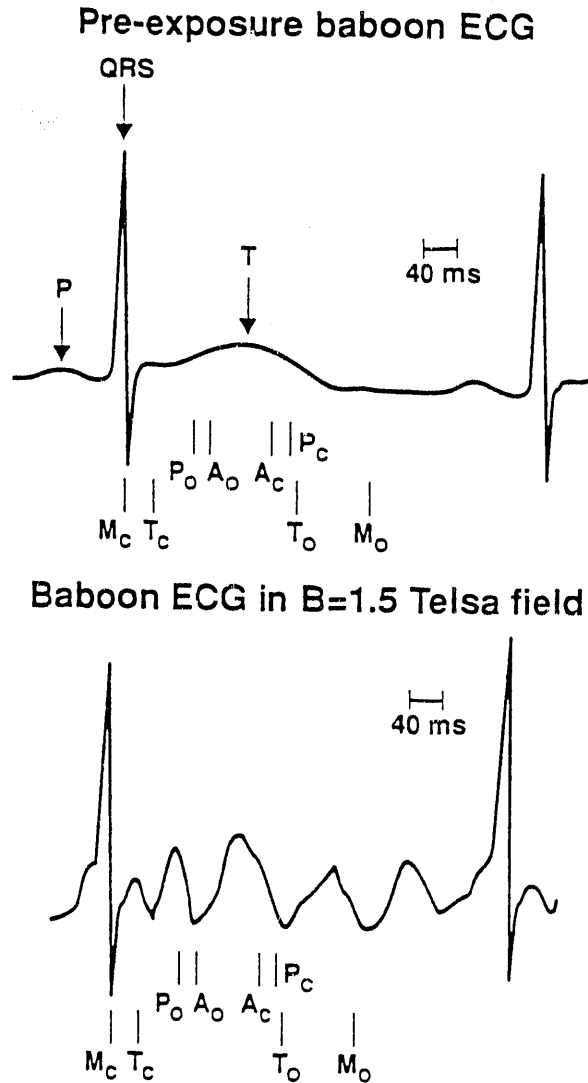 Pre-exposure baboon ECG
QRS
P
T
40 ms
Po Ao Ac Pc
Mc Tc To Mo
Baboon ECG in B=1.5 Telsa field
40 ms
Po Ao Ac Pc
Mc Tc To Mo